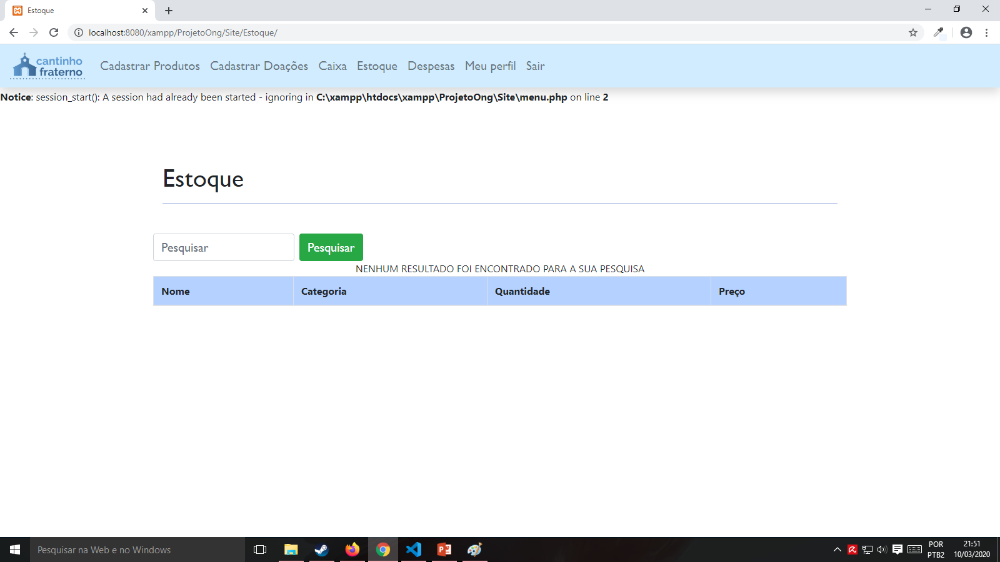 Estoque
localhost:8080/xampp/ProjetoOng/Site/Estoque/
cantinho fraterno
Cadastrar Produtos Cadastrar Doações Caixa Estoque Despesas Meu perfil Sair
Notice: session_start(): A session had already been started - ignoring in C:\xampp\htdocs\xampp\ProjetoOng\Site\menu.php on line 2
Estoque
Pesquisar Pesquisar
NENHUM RESULTADO FOI ENCONTRADO PARA A SUA PESQUISA
Nome Categoria Quantidade Preço
Pesquisar na Web e no Windows
POR
PTB2
21:51
10/03/2020